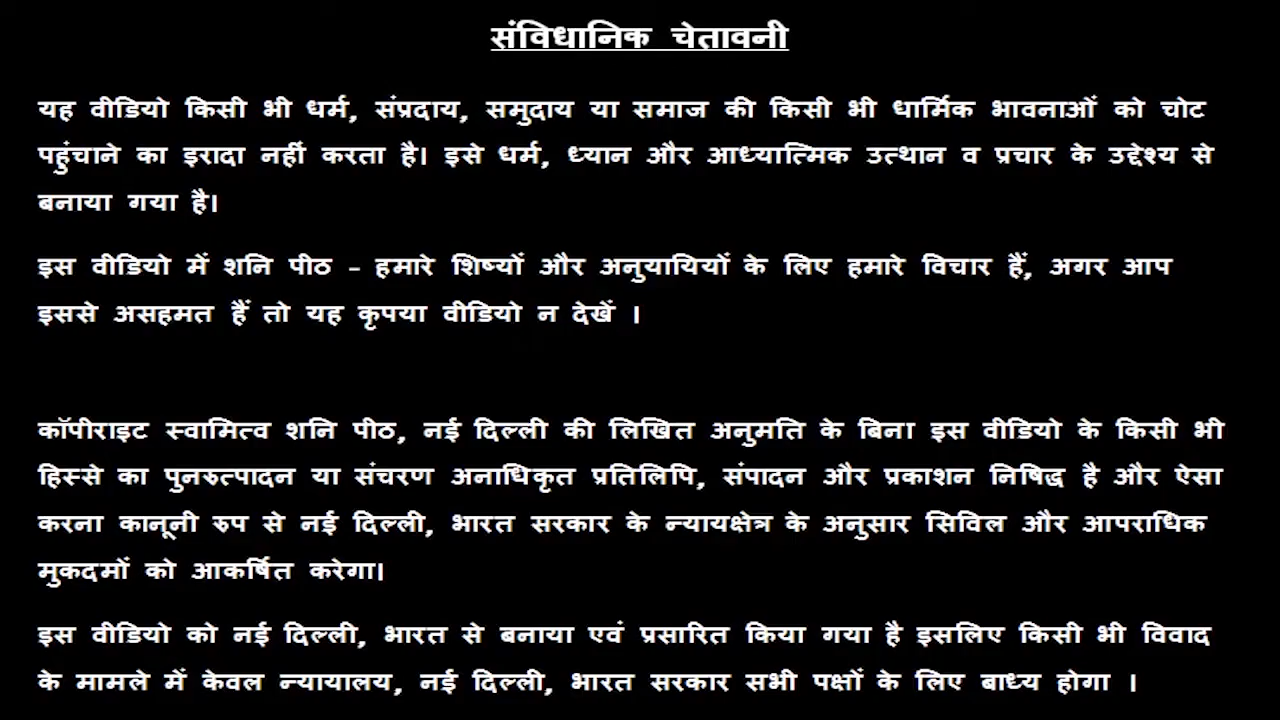 संविधानिक चेतावनी
यह वीडियो किसी भी धर्म, संप्रदाय, समुदाय या समाज की किसी भी धार्मिक भावनाओं को चोट
पहुंचाने का इरादा नहीं करता है। इसे धर्म, ध्यान और आध्यात्मिक उत्थान व प्रचार के उद्देश्य से
बनाया गया है।
इस वीडियो में शनि पीठ – हमारे शिष्यों और अनुयायियों के लिए हमारे विचार हैं, अगर आप
इससे असहमत हैं तो यह कृपया वीडियो न देखें ।
कॉपीराइट स्वामित्व शनि पीठ, नई दिल्ली की लिखित अनुमति के बिना इस वीडियो के किसी भी
हिस्से का पुनरुत्पादन या संचरण अनाधिकृत प्रतिलिपि, संपादन और प्रकाशन निषिद्ध है और ऐसा
करना कानूनी रुप से नई दिल्ली, भारत सरकार के न्यायक्षेत्र के अनुसार सिविल और आपराधिक
मुकदमों को आकर्षित करेगा।
इस वीडियो को नई दिल्ली, भारत से बनाया एवं प्रसारित किया गया है इसलिए किसी भी विवाद
के मामले में केवल न्यायालय, नई दिल्ली, भारत सरकार सभी पक्षों के लिए बाध्य होगा ।